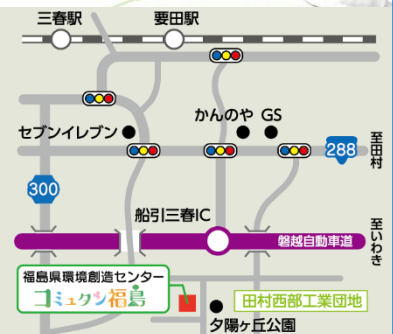 三春駅
要田駅
かんのや GS
セブンイレブン
288
至田村
300
船引三春IC
磐越自動車道
至いわき
福島県環境創造センター
コミュタン福島
田村西部工業団地
夕陽ヶ丘公園